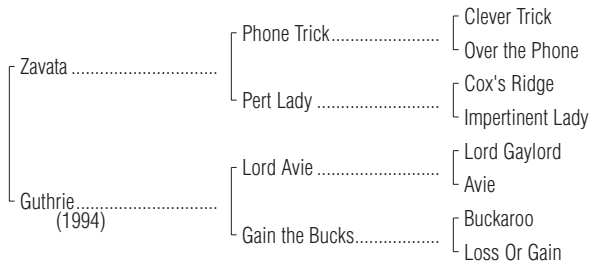 Clever Trick
Phone Trick..................
Over the Phone
Zavata ........................
Cox's Ridge
Pert Lady ....................
Impertinent Lady
Lord Gaylord
Lord Avie ....................
Avie
Guthrie.......................
(1994)
Buckaroo
Gain the Bucks..............
Loss Or Gain